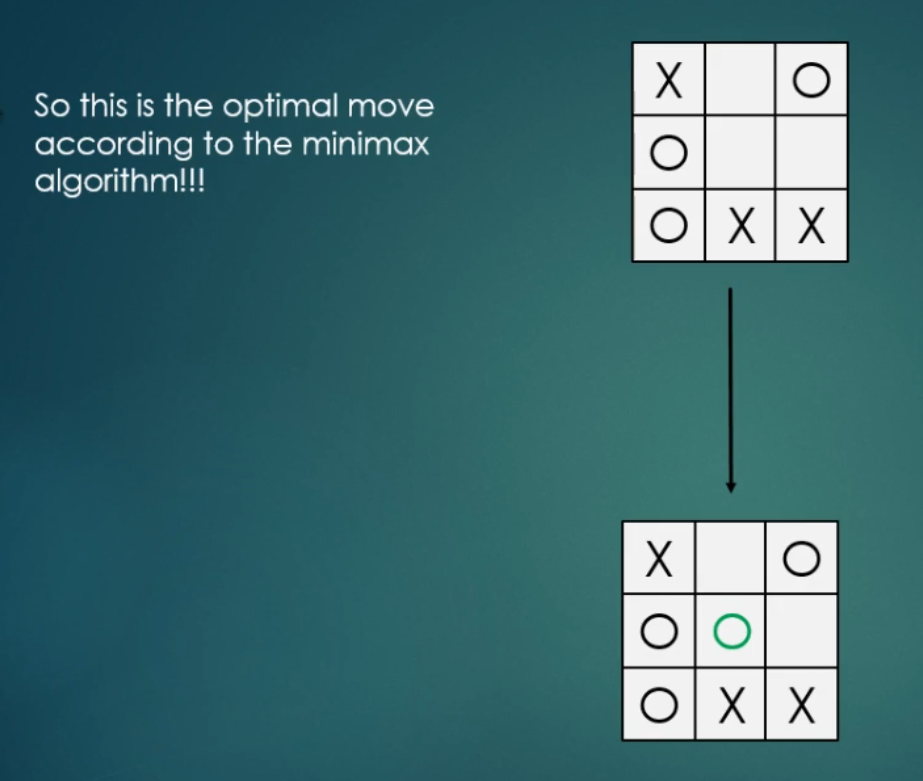 So this is the optimal move
according to the minimax
algorithm!!!
X O
O
O X X
X O
O O
O X X